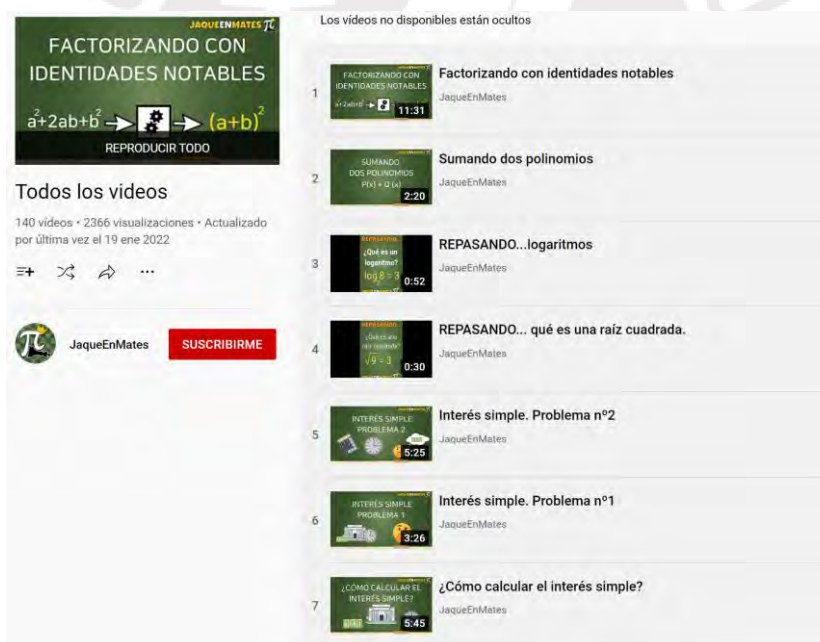 JAQUEENMATES π
FACTORIZANDO CON
IDENTIDADES NOTABLES
a²+2ab+b² → → (a+b)²
REPRODUCIR TODO
Todos los videos
140 vídeos • 2366 visualizaciones • Actualizado
por última vez el 19 ene 2022
π
JaqueEnMates
SUSCRIBIRME
Los vídeos no disponibles están ocultos
1
FACTORIZANDO CON
IDENTIDADES NOTABLES
a²+2ab+b² →
11:31
Factorizando con identidades notables
JaqueEnMates
2
SUMANDO
DOS POLINOMIOS
P(x) + Q (x)
2:20
Sumando dos polinomios
JaqueEnMates
3
REPASANDO...
¿Qué es un
logaritmo?
log 8 = 3
0:52
REPASANDO...logaritmos
JaqueEnMates
4
√9 = 3
0:30
REPASANDO... qué es una raíz cuadrada.
JaqueEnMates
5
INTERÉS SIMPLE
PROBLEMA 2
5:25
Interés simple. Problema nº2
JaqueEnMates
6
INTERÉS SIMPLE
PROBLEMA 1
3:26
Interés simple. Problema nº1
JaqueEnMates
7
¿CÓMO CALCULAR EL
INTERÉS SIMPLE?
5:45
¿Cómo calcular el interés simple?
JaqueEnMates